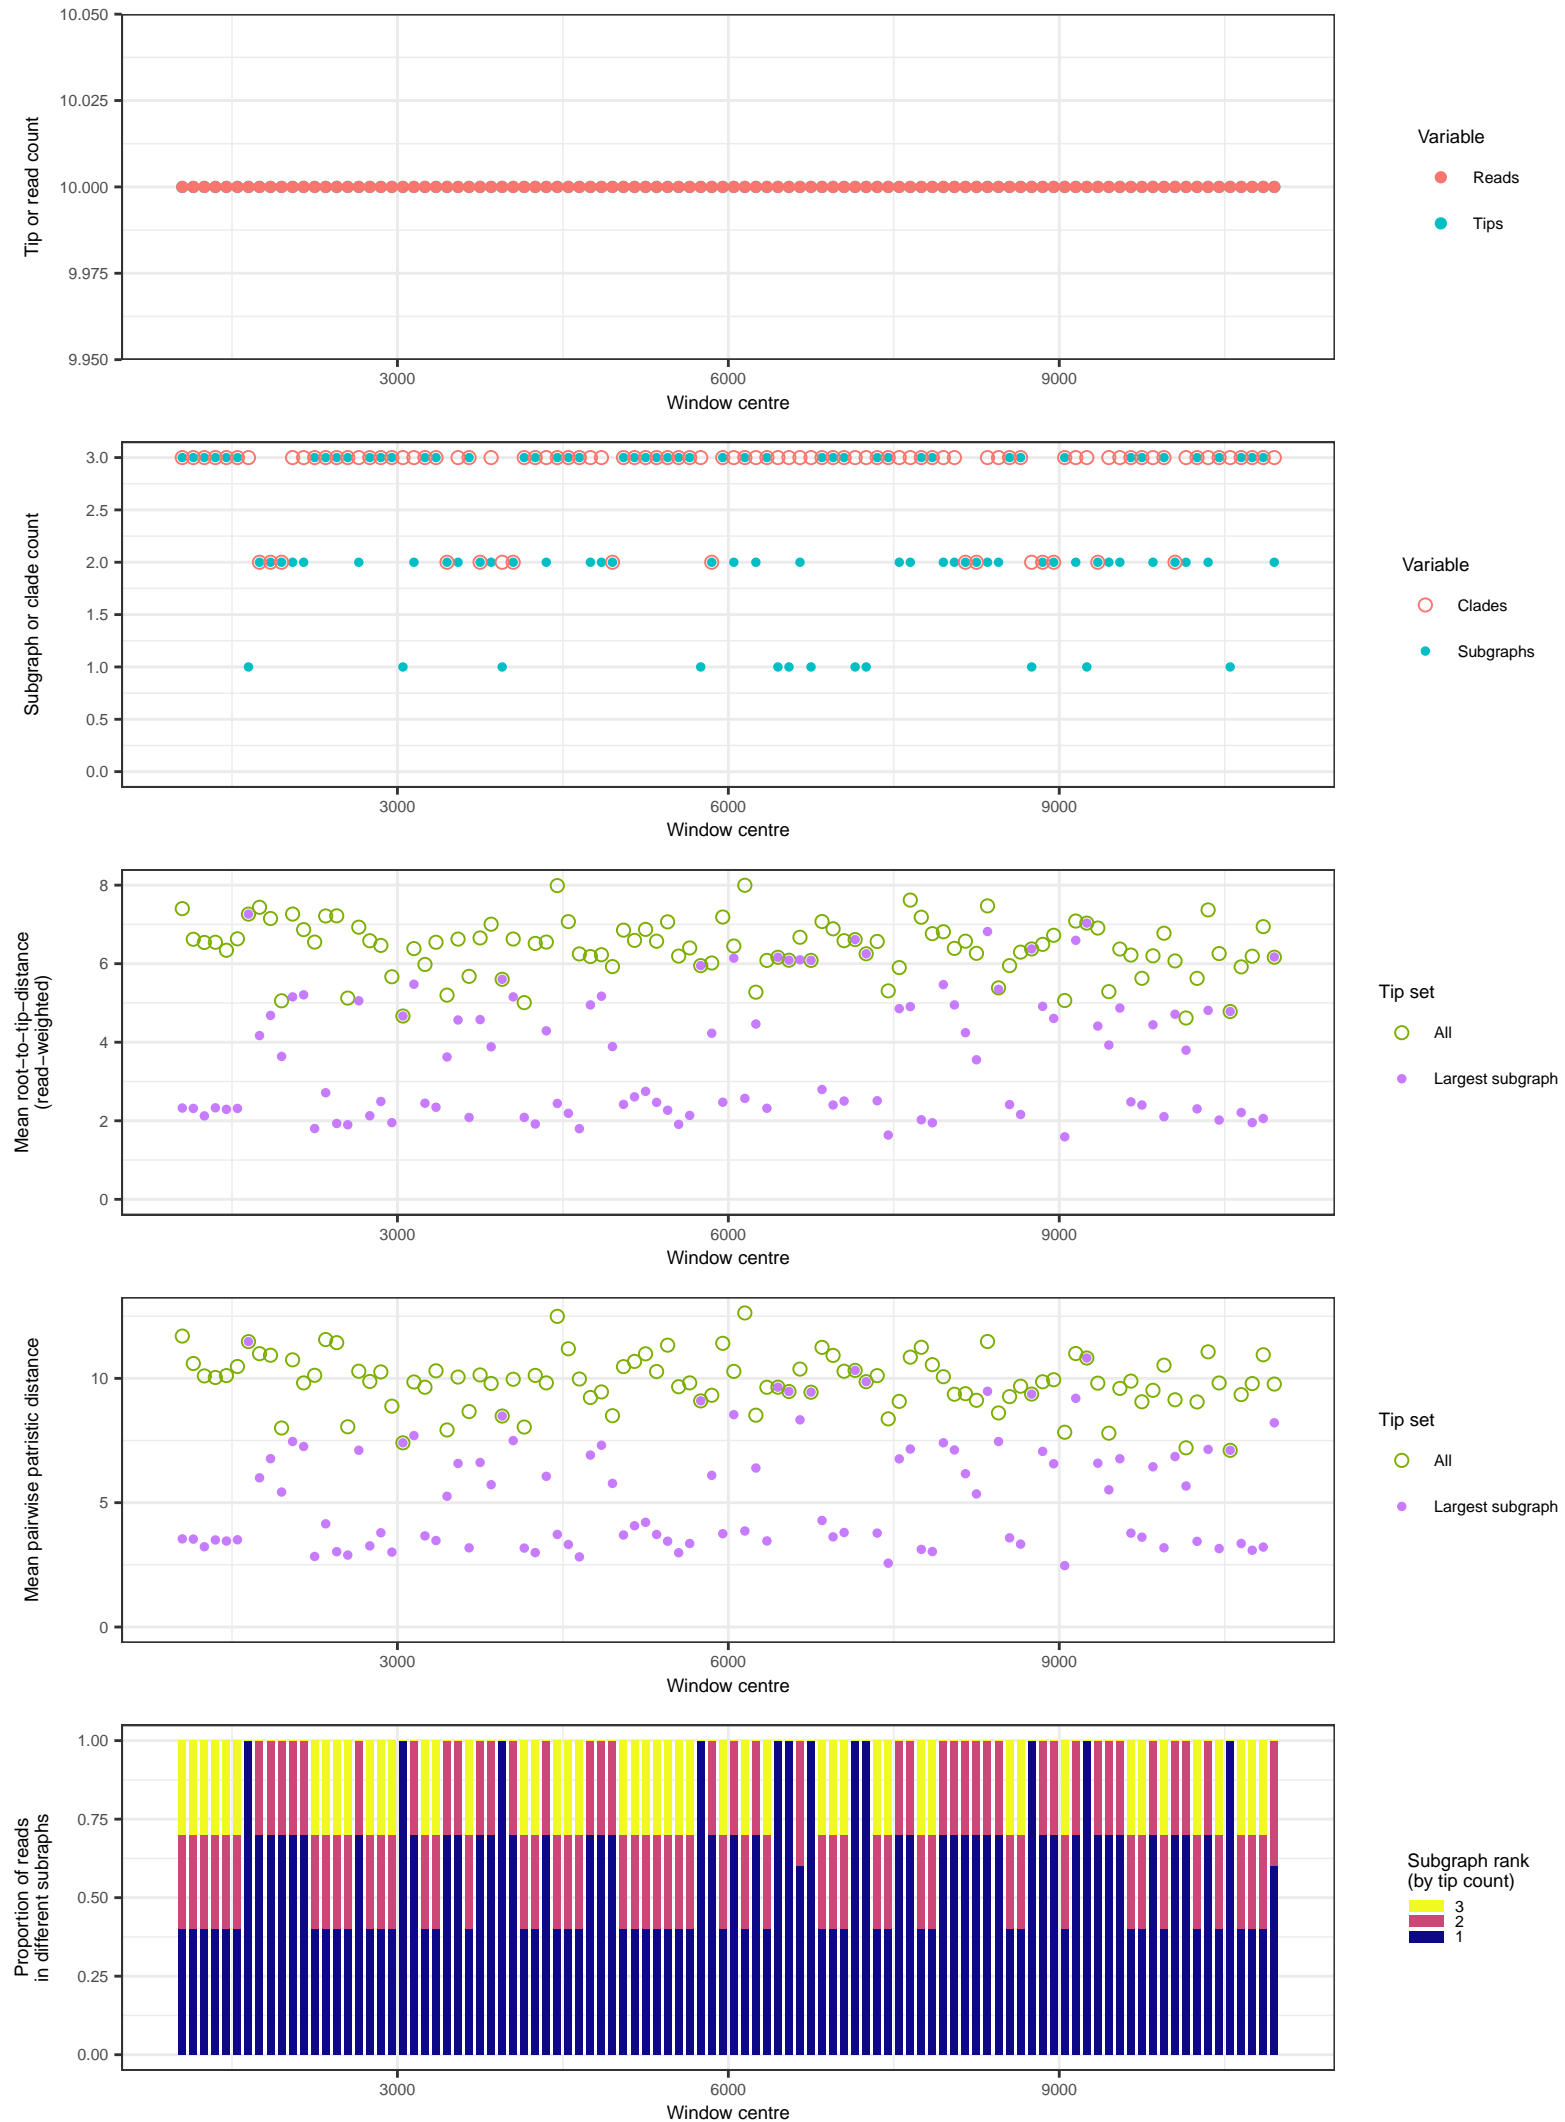 10.050
10.025
10.000
9.975
9.950
Tip or read count
3000 6000 9000
Window centre
Variable
Reads
Tips
3.0
2.5
2.0
1.5
1.0
0.5
0.0
Subgraph or clade count
3000 6000 9000
Window centre
Variable
Clades
Subgraphs
8
6
4
2
0
Mean root−to−tip−distance
(read−weighted)
3000 6000 9000
Window centre
Tip set
All
Largest subgraph
10
5
0
Mean pairwise patristic distance
3000 6000 9000
Window centre
Tip set
All
Largest subgraph
1.00
0.75
0.50
0.25
0.00
Proportion of reads
in different subraphs
3000 6000 9000
Window centre
Subgraph rank
(by tip count)
3
2
1